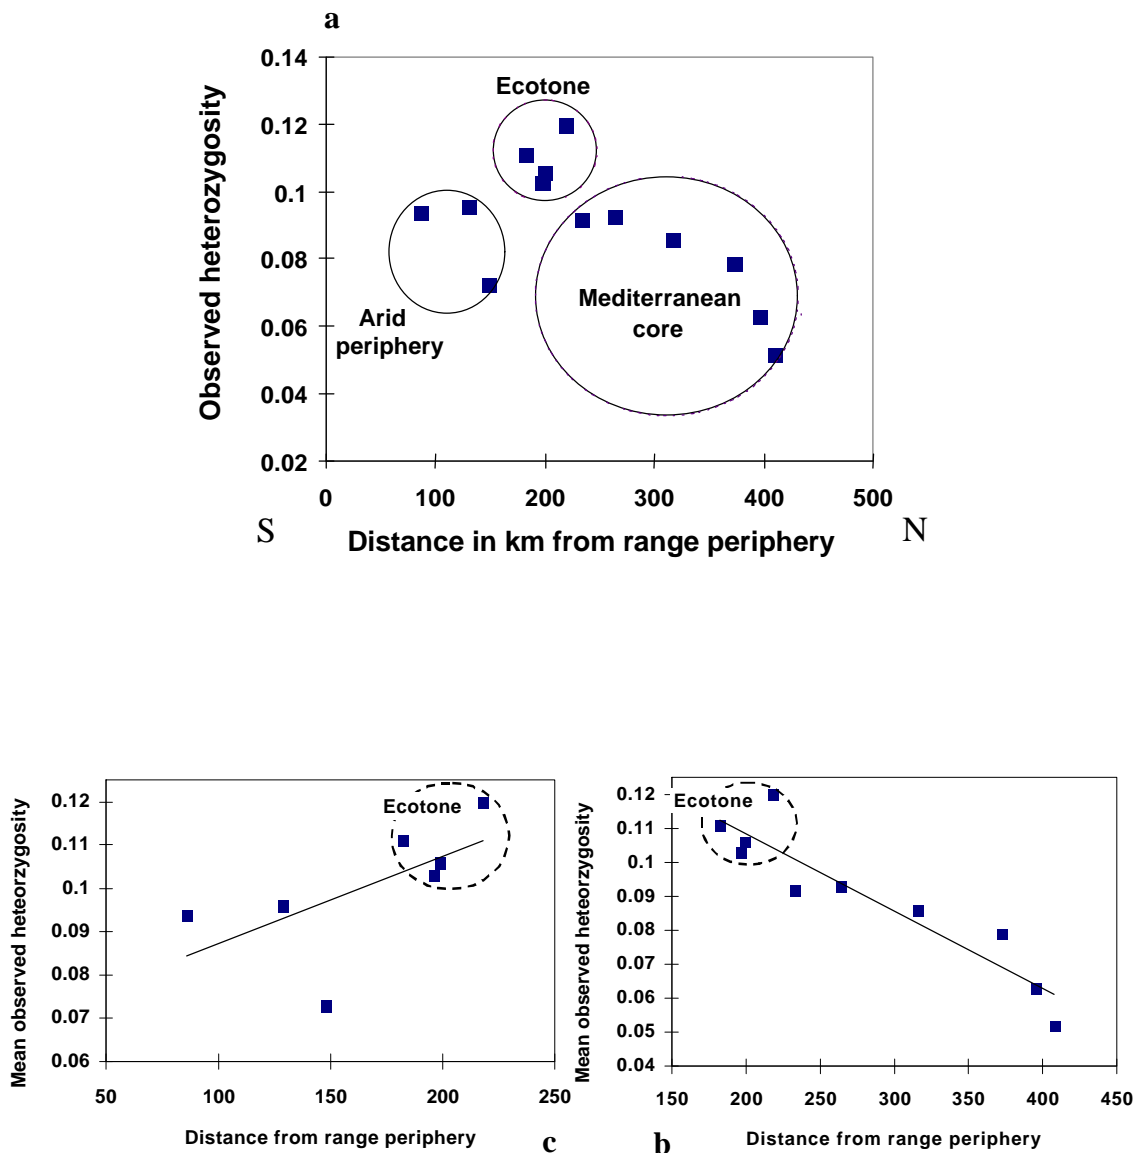 a
0.14
0.12
0.1
0.08
0.06
0.04
0.02
Observed heterozygosity
Ecotone
Arid
periphery
Mediterranean
core
0 100 200 300 400 500
S
N
Distance in km from range periphery
0.12
0.11
0.1
0.09
0.08
0.07
0.06
Mean observed heteorzygosity
Ecotone
50 100 150 200 250
Distance from range periphery
c
0.12
0.11
0.1
0.09
0.08
0.07
0.06
0.05
0.04
Mean observed heterozygosity
Ecotone
150 200 250 300 350 400 450
b
Distance from range periphery